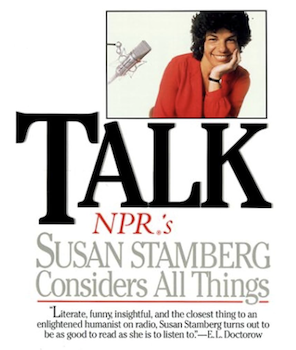 TALK
NPR®'s
SUSAN STAMBERG
Considers All Things
"Literate, funny, insightful, and the closest thing to an
enlightened humanist on radio, Susan Stamberg turns out to
be as good to read as she is to listen to."—E.L. Doctorow